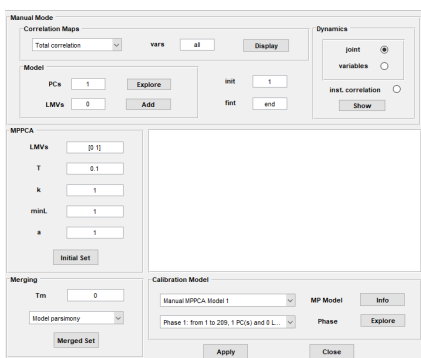 Manual Mode
Correlation Maps
Total correlation vars all Display
Model
PCs 1 Explore
LMVs 0 Add
init 1
fint end
Dynamics
joint
variables
inst. correlation
Show
MPPCA
LMVs [0 1]
T 0.1
k 1
minL 1
a 1
Initial Set
Merging
Tm 0
Model parsimony
Merged Set
Calibration Model
Manual MPPCA Model 1 MP Model Info
Phase 1: from 1 to 209, 1 PC(s) and 0 L... Phase Explore
Apply Close